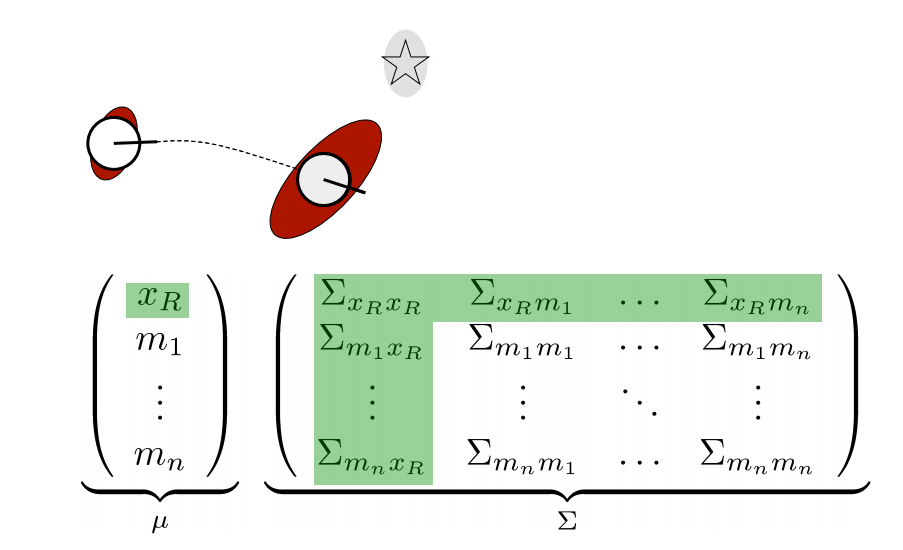 x_R Σ_{x_R x_R} Σ_{x_R m_1} … Σ_{x_R m_n}
m_1 Σ_{m_1 x_R} Σ_{m_1 m_1} … Σ_{m_1 m_n}
⋮ ⋮ ⋮ ⋱ ⋮
m_n Σ_{m_n x_R} Σ_{m_n m_1} … Σ_{m_n m_n}
μ Σ